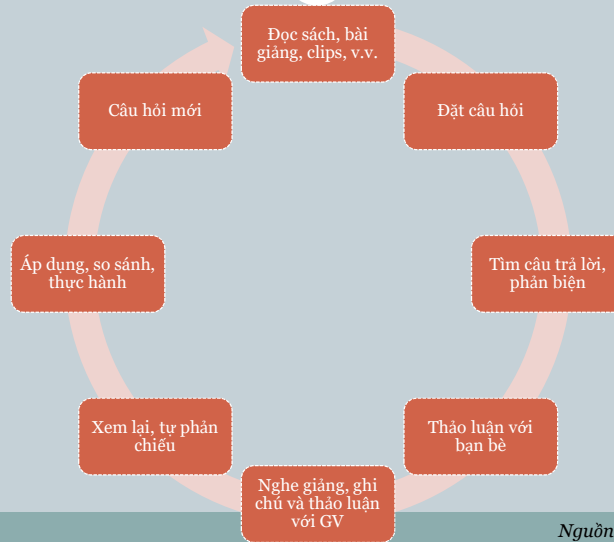 Đọc sách, bài
giảng, clips, v.v.
Đặt câu hỏi
Tìm câu trả lời,
phản biện
Thảo luận với
bạn bè
Nghe giảng, ghi
chú và thảo luận
với GV
Xem lại, tự phản
chiếu
Áp dụng, so sánh,
thực hành
Câu hỏi mới
Nguồn